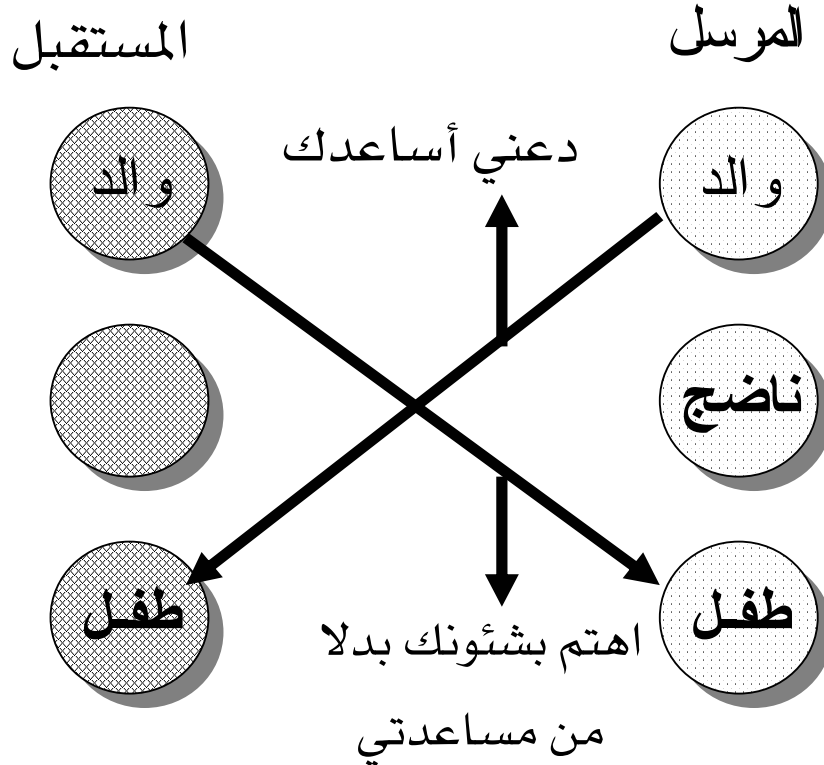 المرسل
المستقبل
والد
دعني أساعدك
والد
ناضج
طفل
طفل
اهتم بشئونك بدلا
من مساعدتي